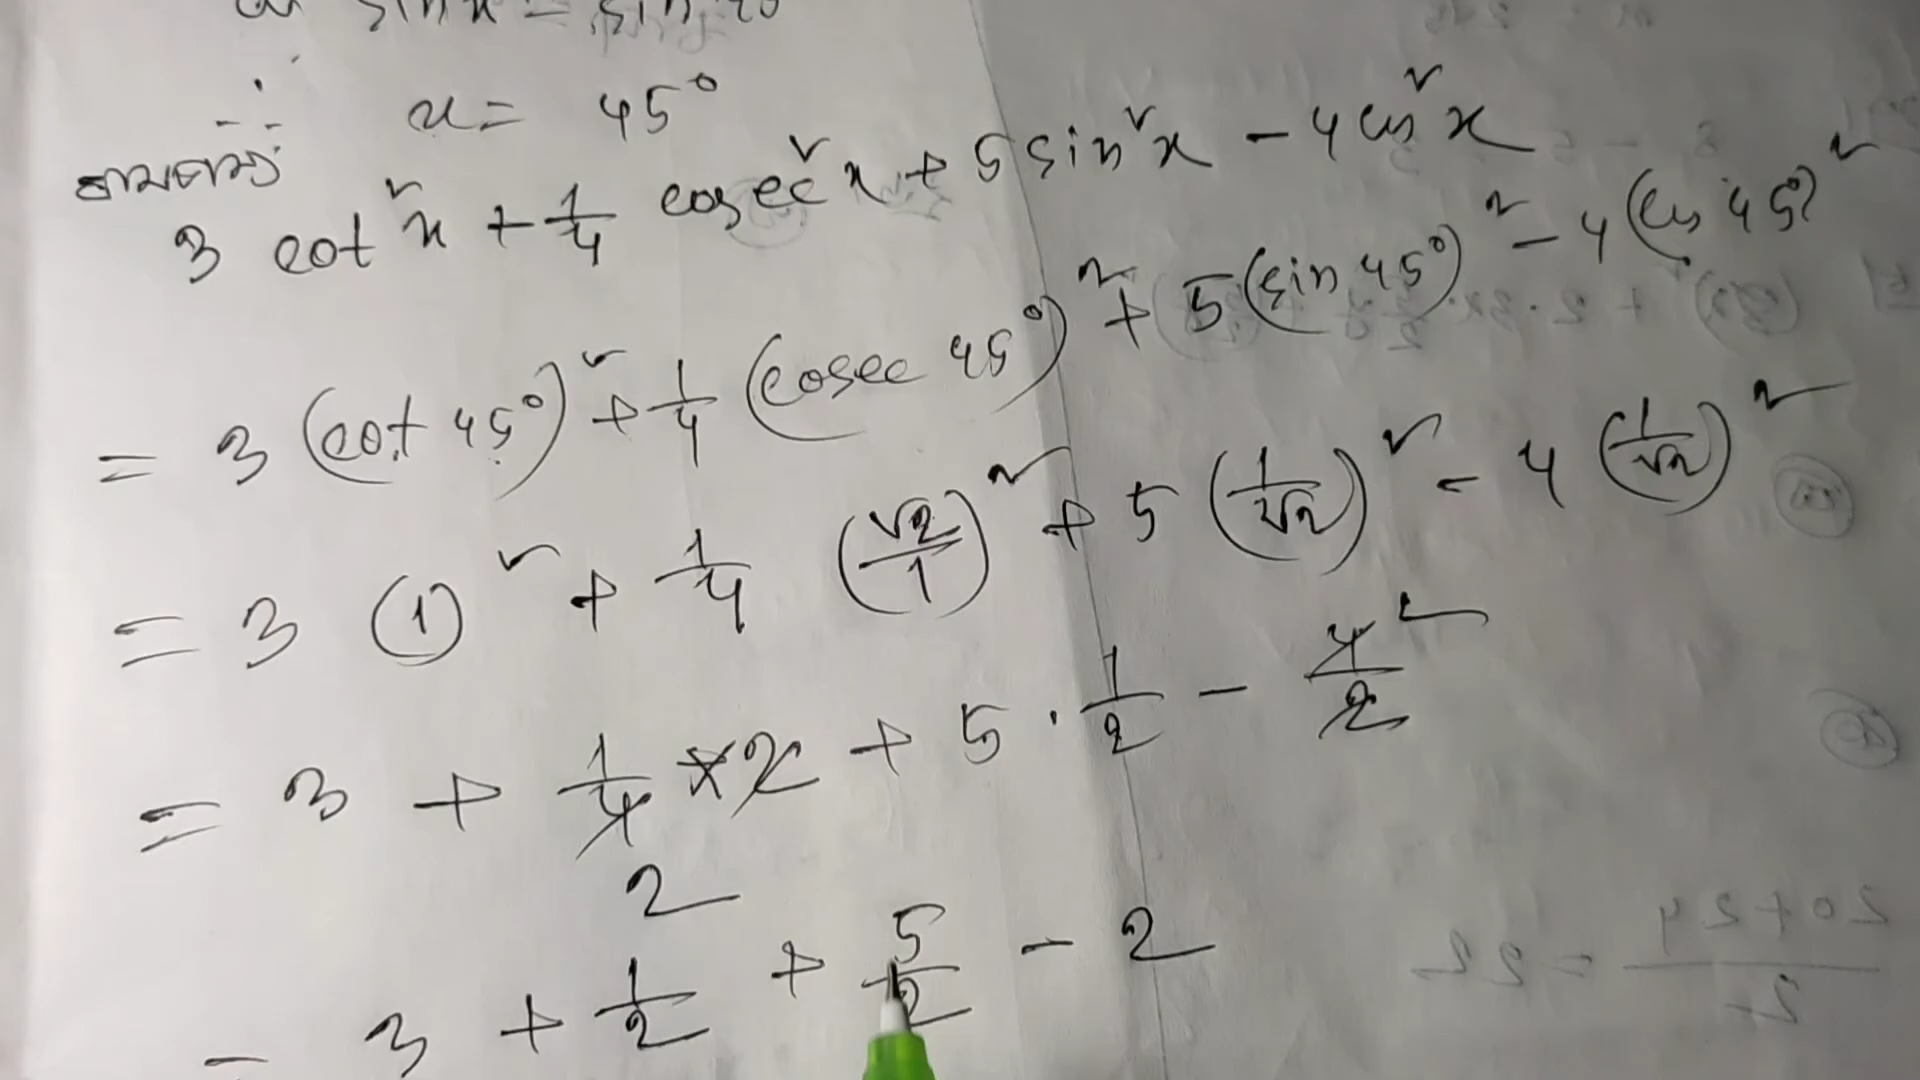 x = 45°
3 cot²x + 1/4 cosec²x + 5 sin²x - 4 cos²x
= 3 (cot 45°)² + 1/4 (cosec 45°)² + 5 (sin 45°)² - 4 (cos 45°)²
= 3 (1)² + 1/4 (√2/1)² + 5 (1/√2)² - 4 (1/√2)²
= 3 + 1/4 × 2 + 5 · 1/2 - 4/2
= 3 + 1/2 + 5/2 - 2